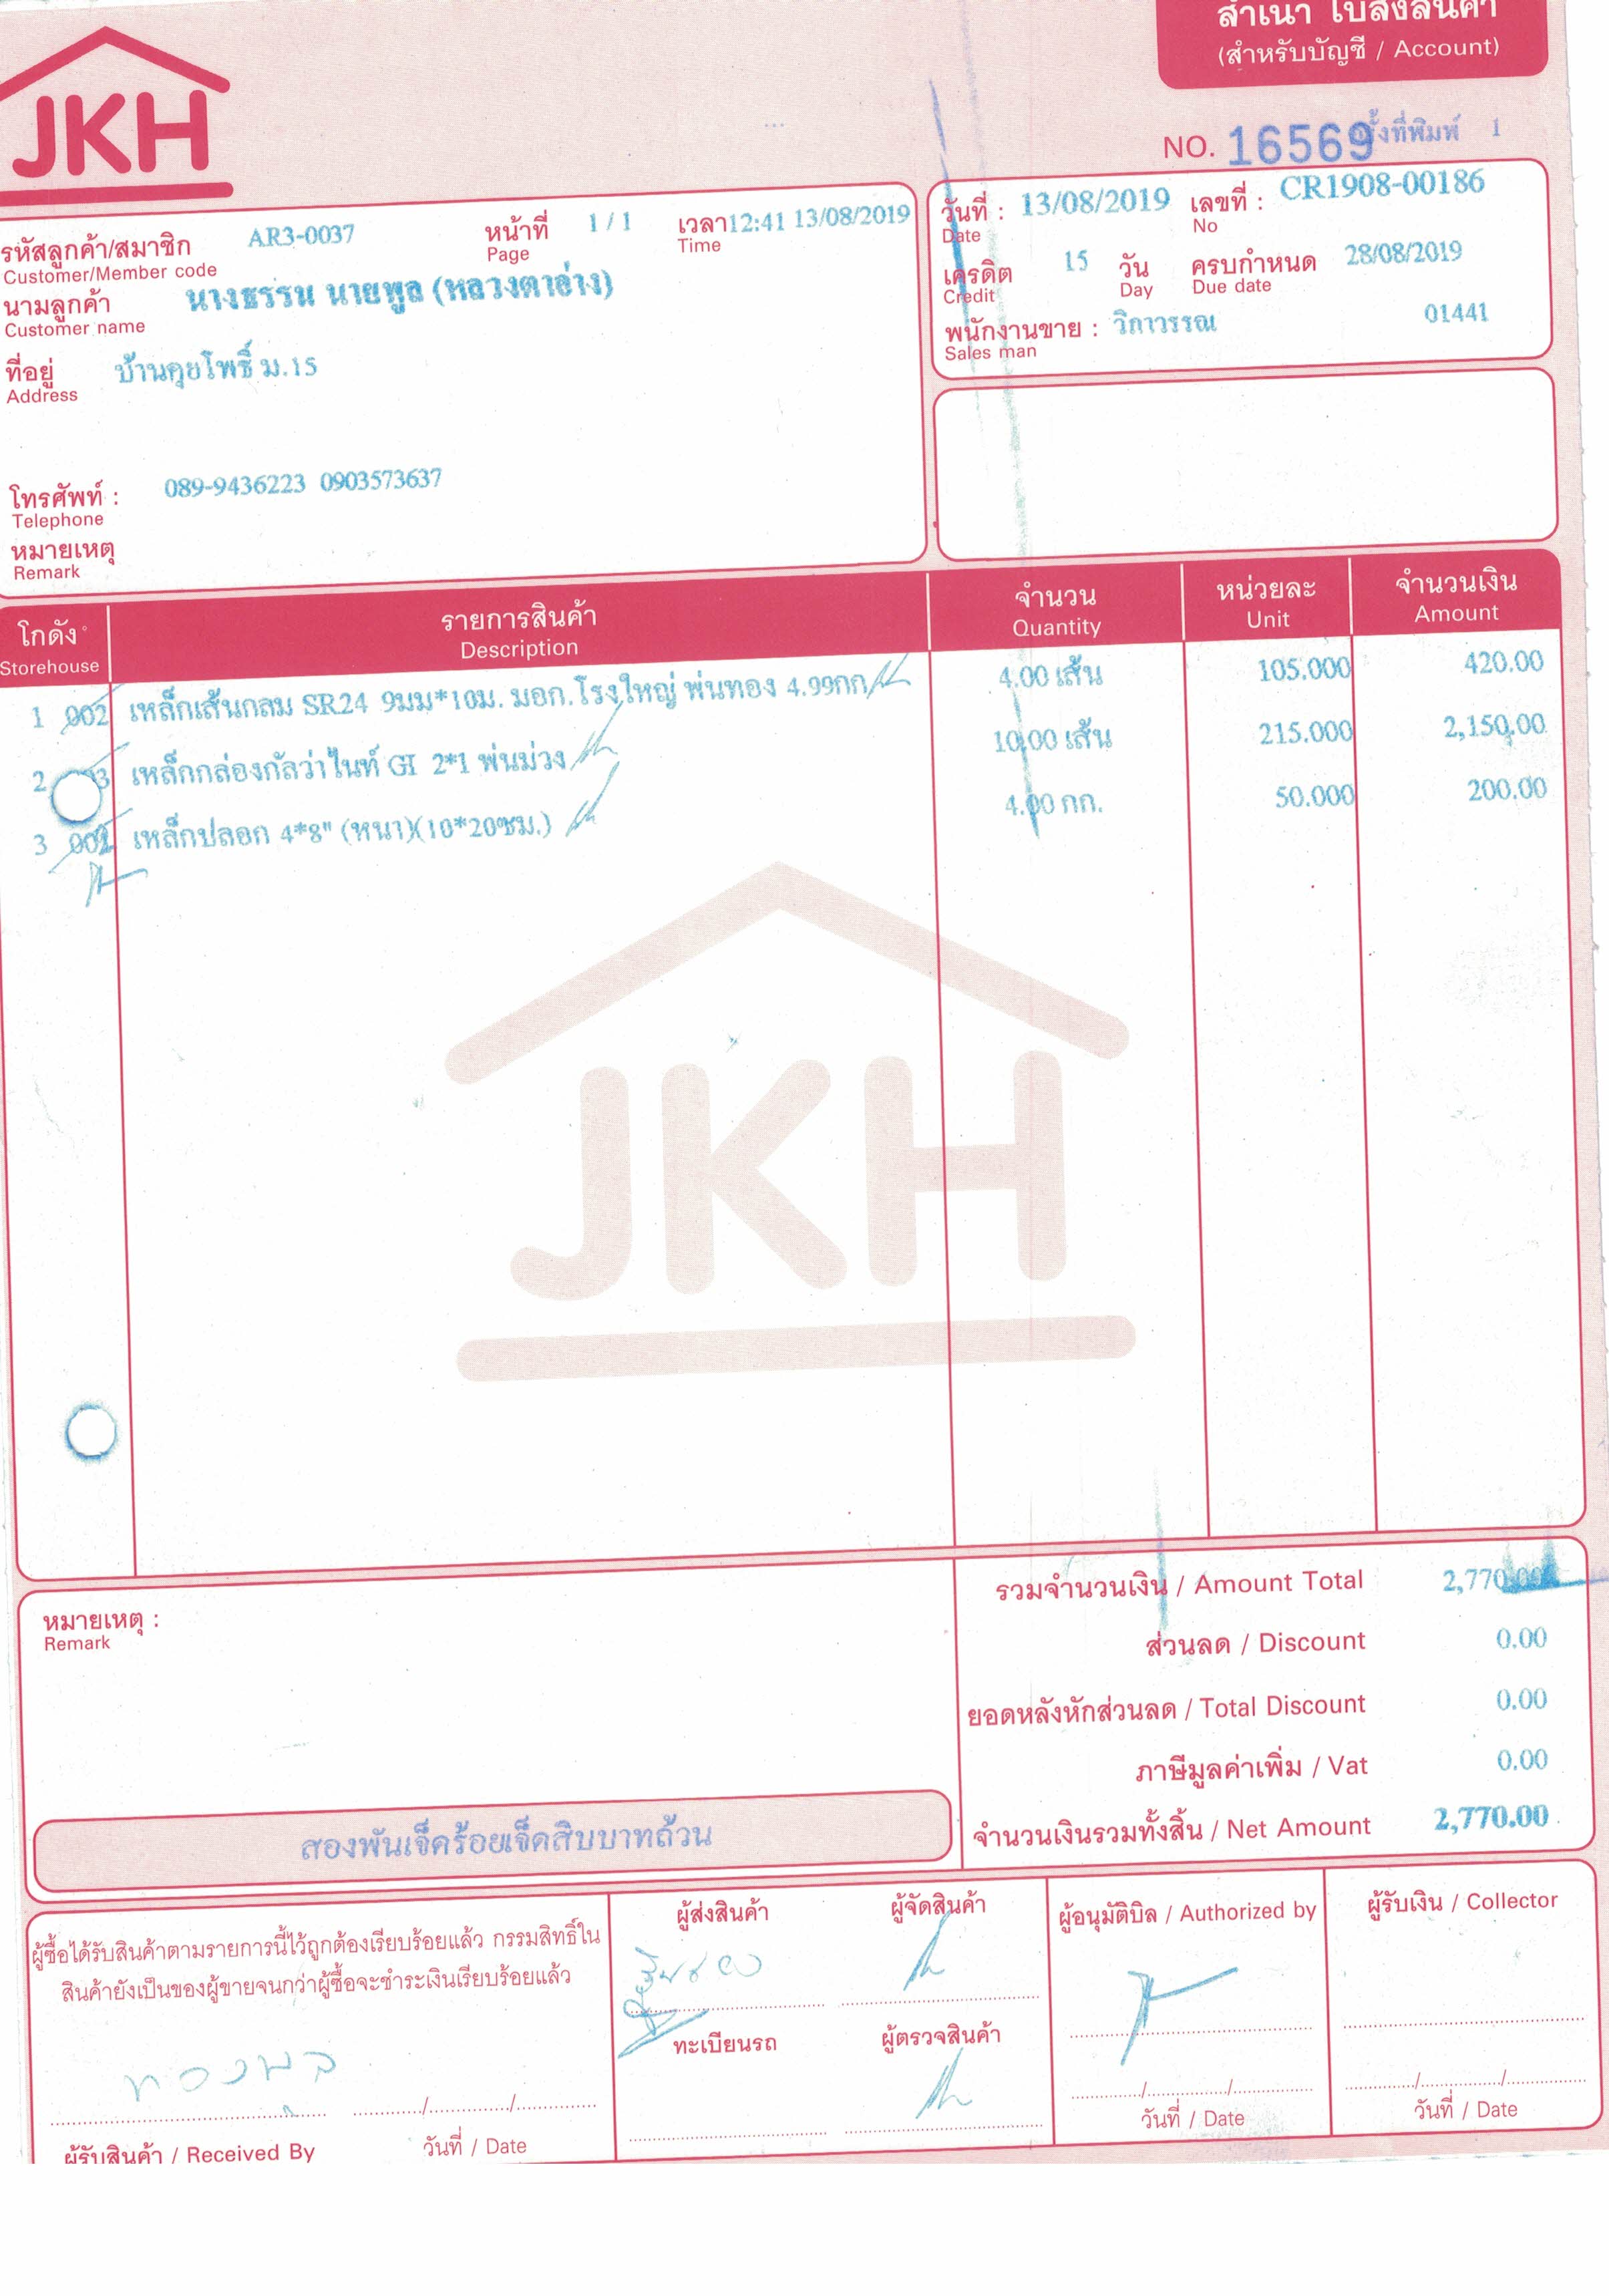 สำเนา ใบส่งสินค้า
(สำหรับบัญชี / Account)
JKH
NO. 16569 ครั้งที่พิมพ์ 1
รหัสลูกค้า/สมาชิก AR3-0037 หน้าที่ 1 / 1 เวลา 12:41 13/08/2019
Customer/Member code Page Time
นามลูกค้า นางธรรน นายพูล (หลวงตาอ่าง)
Customer name
ที่อยู่ บ้านคุยโพธิ์ ม.15
Address
โทรศัพท์ : 089-9436223 0903573637
Telephone
หมายเหตุ
Remark
วันที่ : 13/08/2019 เลขที่ : CR1908-00186
Date No
เครดิต 15 วัน ครบกำหนด 28/08/2019
Credit Day Due date
พนักงานขาย : วิภาวรรณ 01441
Sales man
โกดัง รายการสินค้า จำนวน หน่วยละ จำนวนเงิน
Storehouse Description Quantity Unit Amount
1 002 เหล็กเส้นกลม SR24 9มม*10ม. มอก.โรงใหญ่ พ่นทอง 4.99กก 4.00 เส้น 105.000 420.00
2 เหล็กกล่องกัลว่าไนท์ GI 2*1 พ่นม่วง 10.00 เส้น 215.000 2,150.00
3 002 เหล็กปลอก 4*8" (หนา)(10*20ซม.) 4.00 กก. 50.000 200.00
JKH
รวมจำนวนเงิน / Amount Total 2,770.00
หมายเหตุ :
Remark
ส่วนลด / Discount 0.00
ยอดหลังหักส่วนลด / Total Discount 0.00
ภาษีมูลค่าเพิ่ม / Vat 0.00
จำนวนเงินรวมทั้งสิ้น / Net Amount 2,770.00
สองพันเจ็ดร้อยเจ็ดสิบบาทถ้วน
ผู้ซื้อได้รับสินค้าตามรายการนี้ไว้ถูกต้องเรียบร้อยแล้ว กรรมสิทธิ์ใน
สินค้ายังเป็นของผู้ขายจนกว่าผู้ซื้อจะชำระเงินเรียบร้อยแล้ว
ทองพูล
ผู้รับสินค้า / Received By วันที่ / Date
ผู้ส่งสินค้า ผู้จัดสินค้า
ทะเบียนรถ ผู้ตรวจสินค้า
ผู้อนุมัติบิล / Authorized by
วันที่ / Date
ผู้รับเงิน / Collector
วันที่ / Date